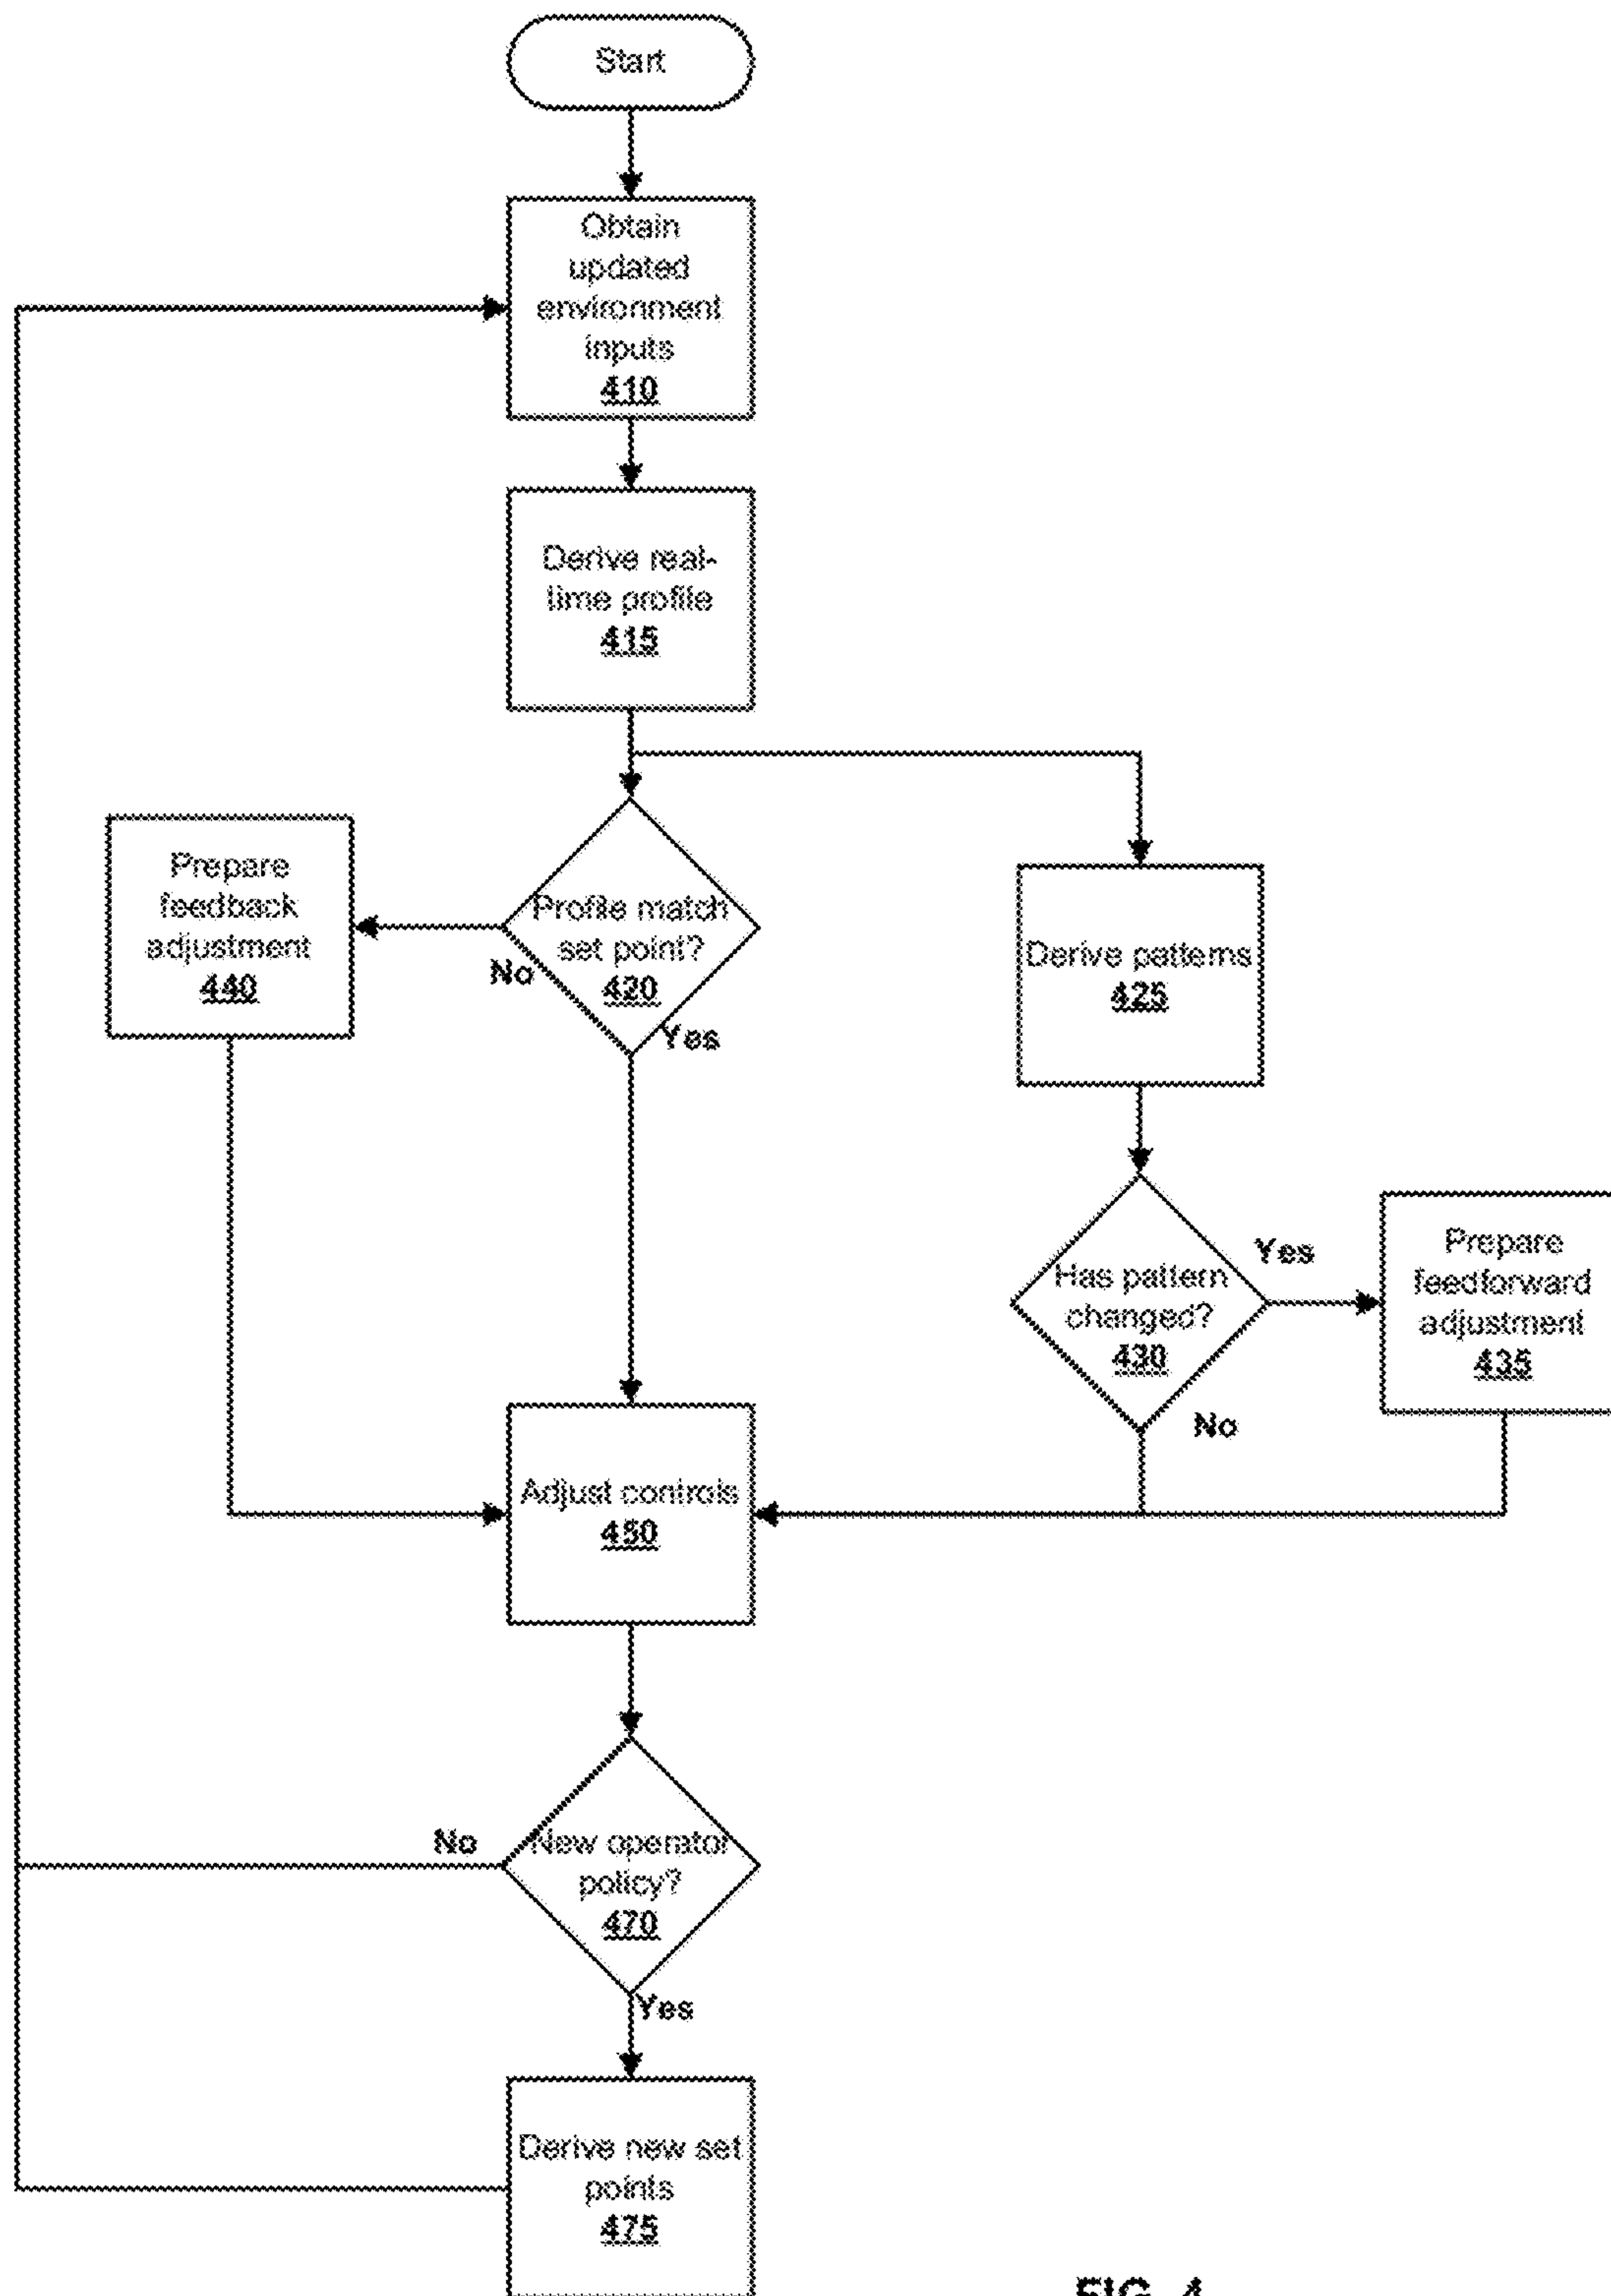 Start
Obtain
updated
environment
inputs
410
Derive real-
time profile
415
Prepare
feedback
adjustment
440
Profile match
set point?
420
No
Yes
Derive patterns
425
Has pattern
changed?
430
Yes
No
Prepare
feedforward
adjustment
435
Adjust controls
450
New operator
policy?
470
No
Yes
Derive new set
points
475
FIG. 4